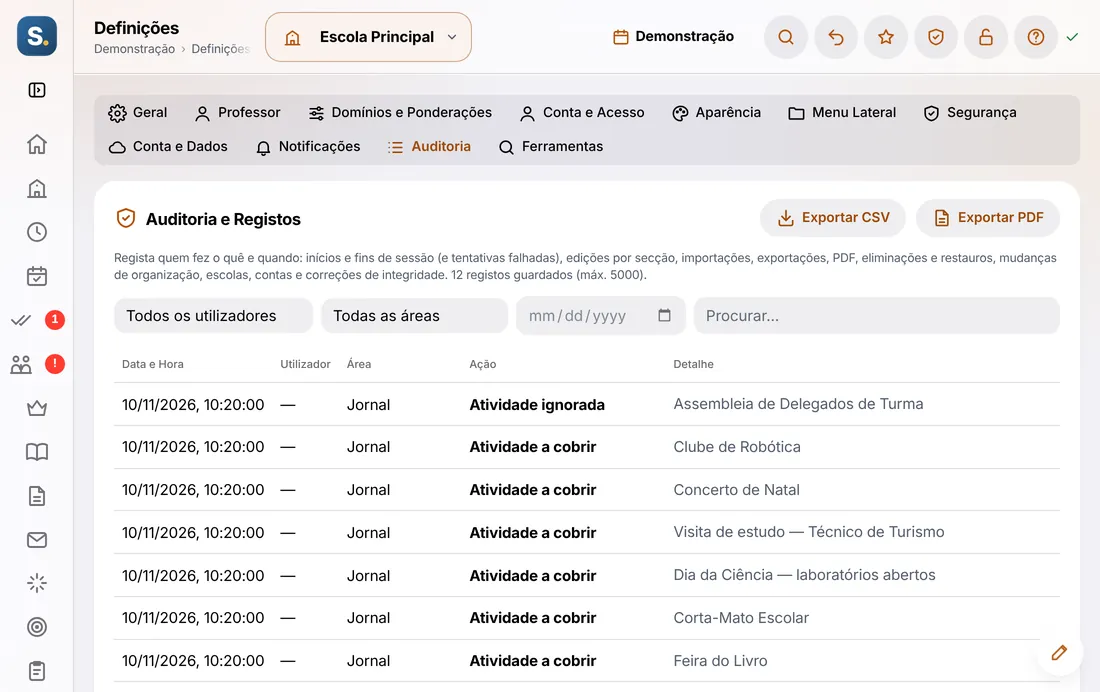 S.
Definições
Demonstração › Definições
Escola Principal
Demonstração
Geral
Professor
Domínios e Ponderações
Conta e Acesso
Aparência
Menu Lateral
Segurança
Conta e Dados
Notificações
Auditoria
Ferramentas
1
!
Auditoria e Registos
Exportar CSV
Exportar PDF
Regista quem fez o quê e quando: inícios e fins de sessão (e tentativas falhadas), edições por secção, importações, exportações, PDF, eliminações e restauros, mudanças
de organização, escolas, contas e correções de integridade. 12 registos guardados (máx. 5000).
Todos os utilizadores
Todas as áreas
mm/dd/yyyy
Procurar...
Data e Hora Utilizador Área Ação Detalhe
10/11/2026, 10:20:00 — Jornal Atividade ignorada Assembleia de Delegados de Turma
10/11/2026, 10:20:00 — Jornal Atividade a cobrir Clube de Robótica
10/11/2026, 10:20:00 — Jornal Atividade a cobrir Concerto de Natal
10/11/2026, 10:20:00 — Jornal Atividade a cobrir Visita de estudo — Técnico de Turismo
10/11/2026, 10:20:00 — Jornal Atividade a cobrir Dia da Ciência — laboratórios abertos
10/11/2026, 10:20:00 — Jornal Atividade a cobrir Corta-Mato Escolar
10/11/2026, 10:20:00 — Jornal Atividade a cobrir Feira do Livro